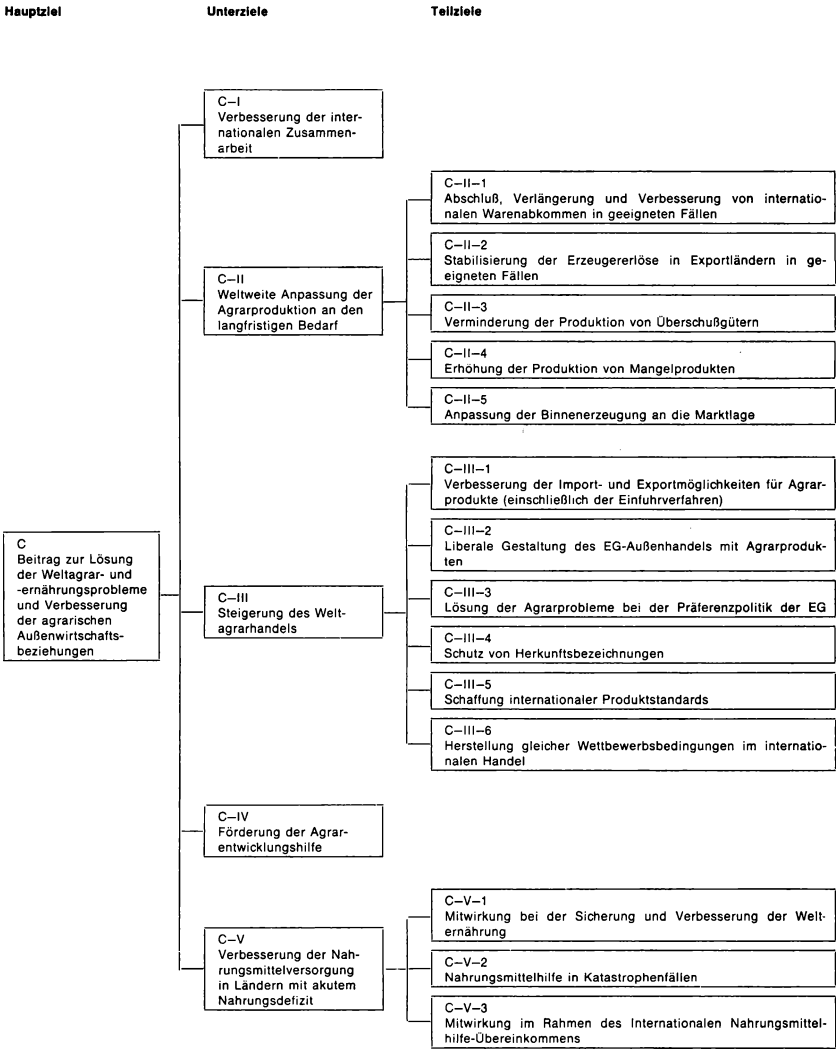 Hauptziel
Unterziele
Teilziele
C
Beitrag zur Lösung
der Weltagrar- und
-ernährungsprobleme
und Verbesserung
der agrarischen
Außenwirtschafts-
beziehungen
C–I
Verbesserung der inter-
nationalen Zusammen-
arbeit
C–II
Weltweite Anpassung der
Agrarproduktion an den
langfristigen Bedarf
C–II–1
Abschluß, Verlängerung und Verbesserung von internatio-
nalen Warenabkommen in geeigneten Fällen
C–II–2
Stabilisierung der Erzeugererlöse in Exportländern in ge-
eigneten Fällen
C–II–3
Verminderung der Produktion von Überschußgütern
C–II–4
Erhöhung der Produktion von Mangelprodukten
C–II–5
Anpassung der Binnenerzeugung an die Marktlage
C–III
Steigerung des Welt-
agrarhandels
C–III–1
Verbesserung der Import- und Exportmöglichkeiten für Agrar-
produkte (einschließlich der Einfuhrverfahren)
C–III–2
Liberale Gestaltung des EG-Außenhandels mit Agrarproduk-
ten
C–III–3
Lösung der Agrarprobleme bei der Präferenzpolitik der EG
C–III–4
Schutz von Herkunftsbezeichnungen
C–III–5
Schaffung internationaler Produktstandards
C–III–6
Herstellung gleicher Wettbewerbsbedingungen im internatio-
nalen Handel
C–IV
Förderung der Agrar-
entwicklungshilfe
C–V
Verbesserung der Nah-
rungsmittelversorgung
in Ländern mit akutem
Nahrungsdefizit
C–V–1
Mitwirkung bei der Sicherung und Verbesserung der Welt-
ernährung
C–V–2
Nahrungsmittelhilfe in Katastrophenfällen
C–V–3
Mitwirkung im Rahmen des Internationalen Nahrungsmittel-
hilfe-Übereinkommens